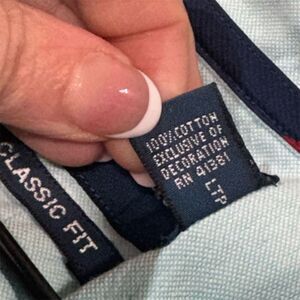 100% COTTON
EXCLUSIVE OF
DECORATION
RN 41381
LTP
CLASSIC FIT